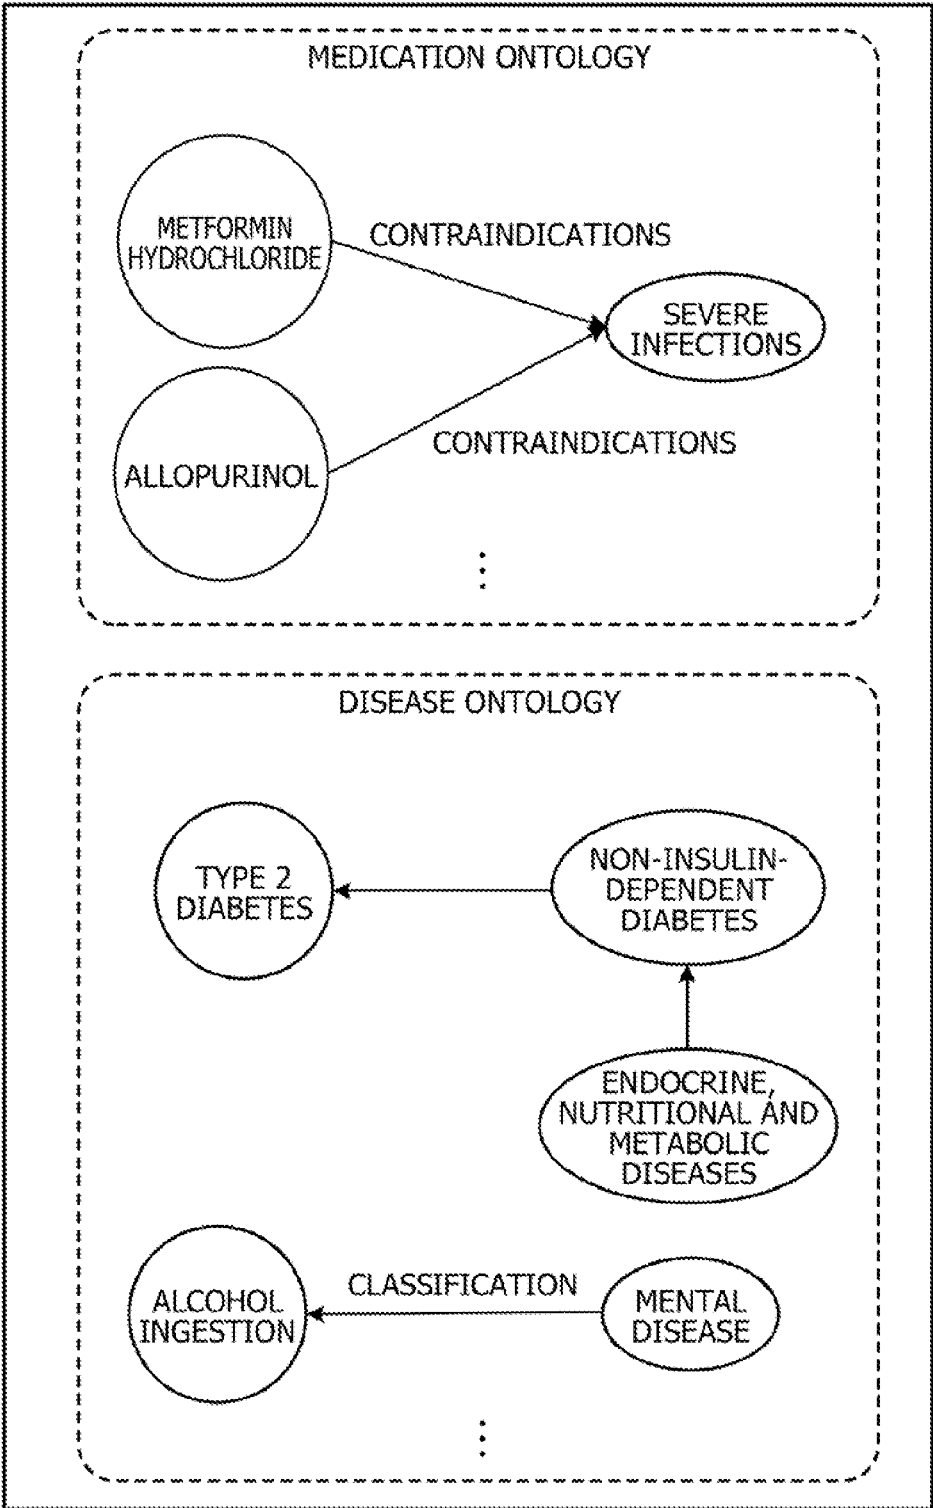 MEDICATION ONTOLOGY
METFORMIN
HYDROCHLORIDE
CONTRAINDICATIONS
SEVERE
INFECTIONS
ALLOPURINOL
CONTRAINDICATIONS
DISEASE ONTOLOGY
TYPE 2
DIABETES
NON-INSULIN-
DEPENDENT
DIABETES
ENDOCRINE,
NUTRITIONAL AND
METABOLIC
DISEASES
ALCOHOL
INGESTION
CLASSIFICATION
MENTAL
DISEASE